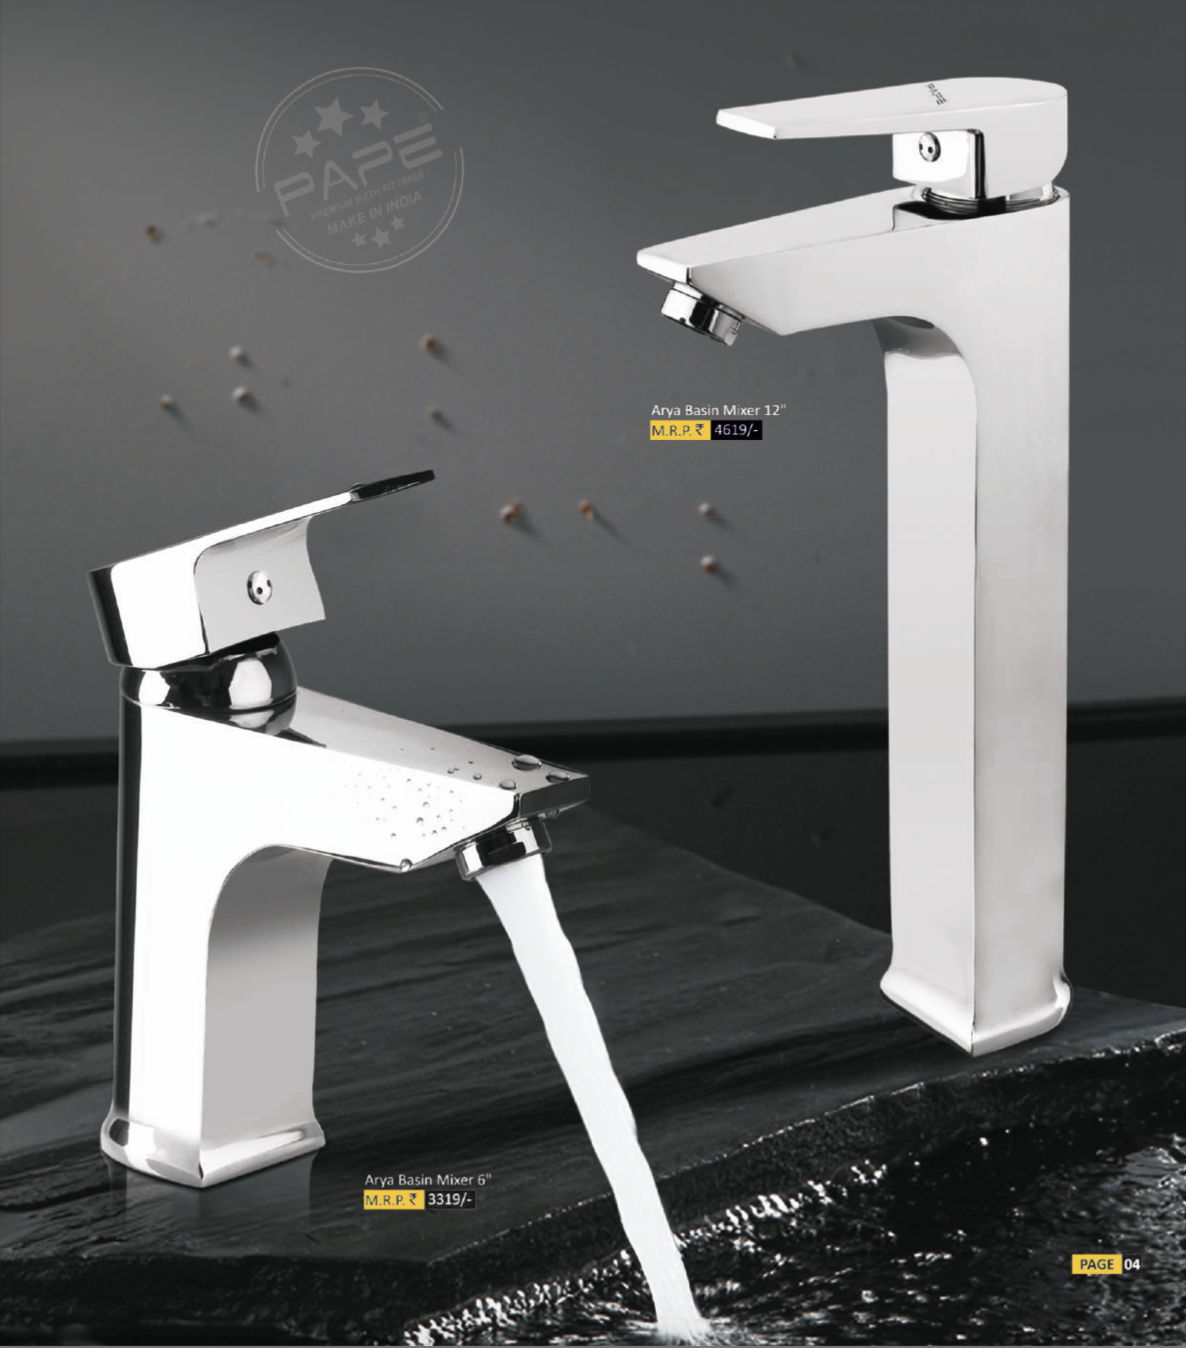 PAPE®
PREMIUM BATH FITTINGS
MAKE IN INDIA
PAPE
Arya Basin Mixer 12"
M.R.P. ₹ 4619/-
Arya Basin Mixer 6"
M.R.P. ₹ 3319/-
PAGE 04